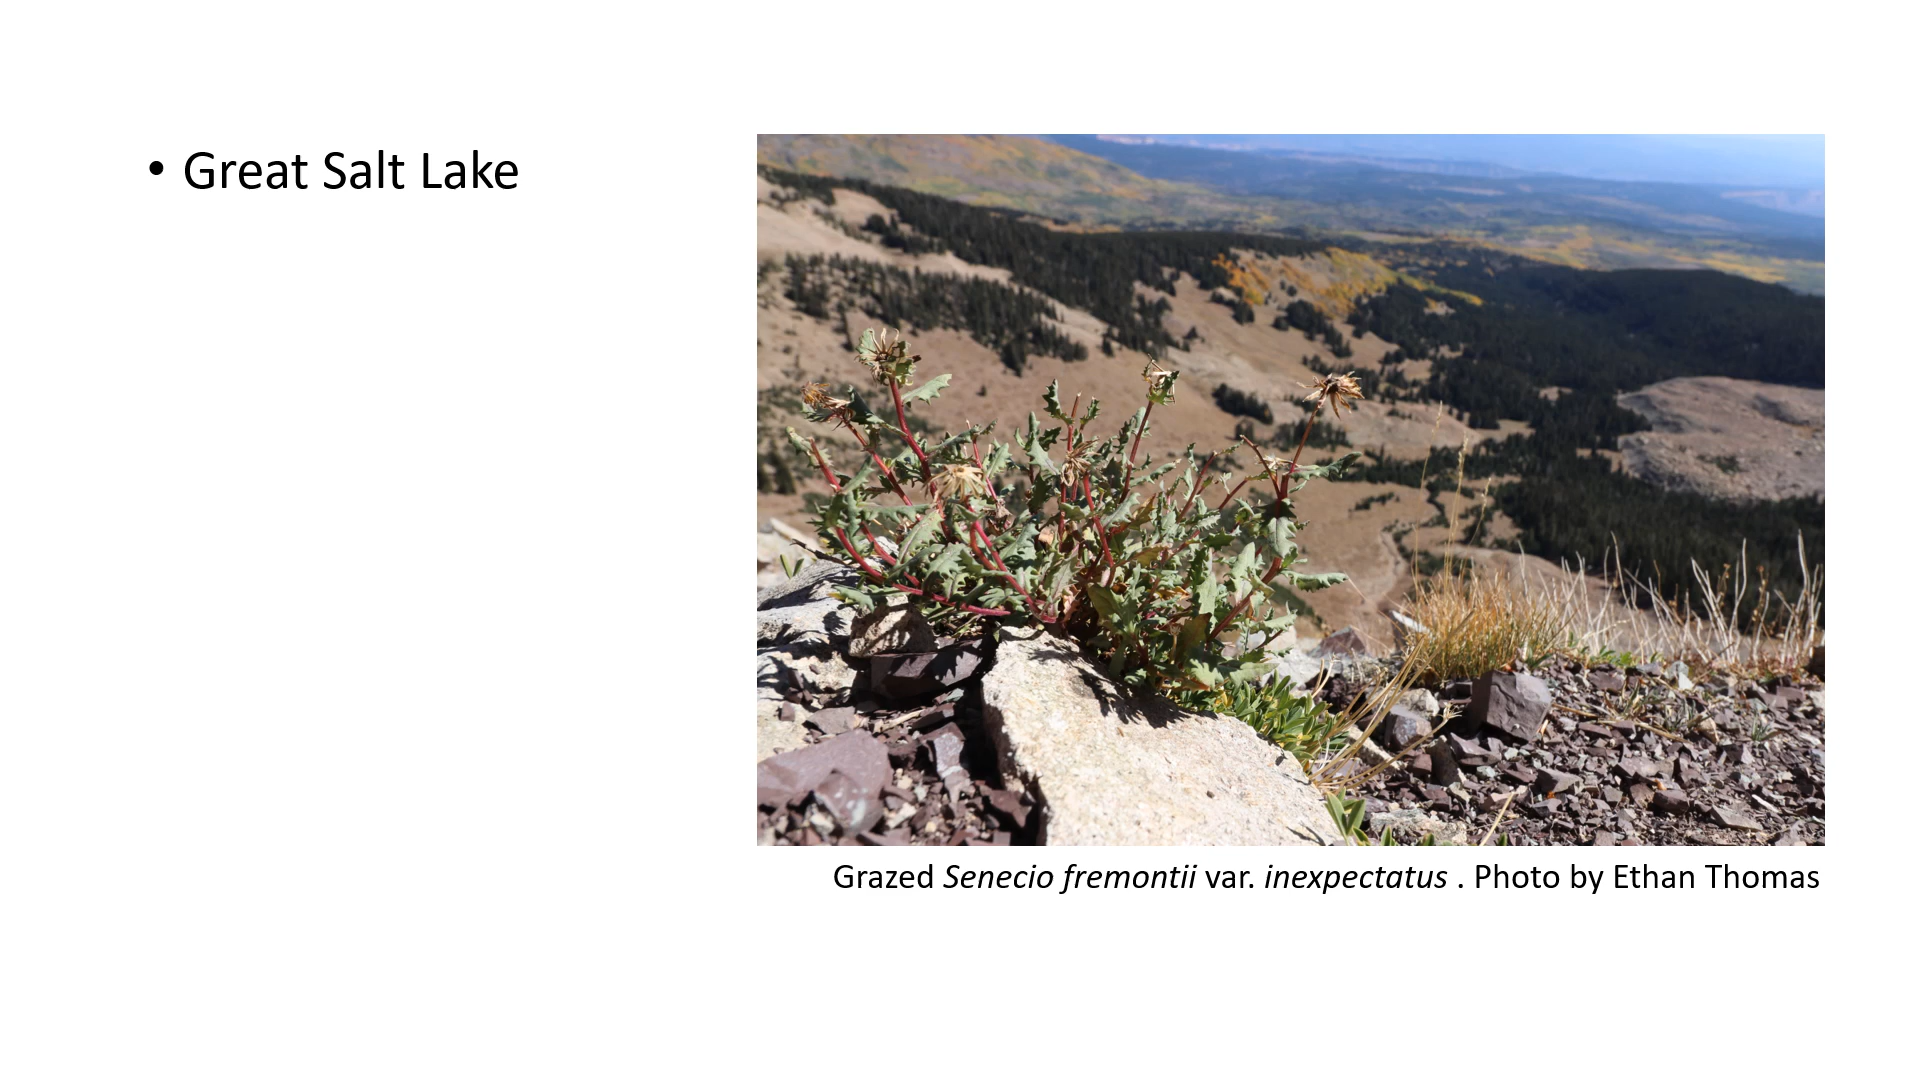 • Great Salt Lake
Grazed Senecio fremontii var. inexpectatus . Photo by Ethan Thomas